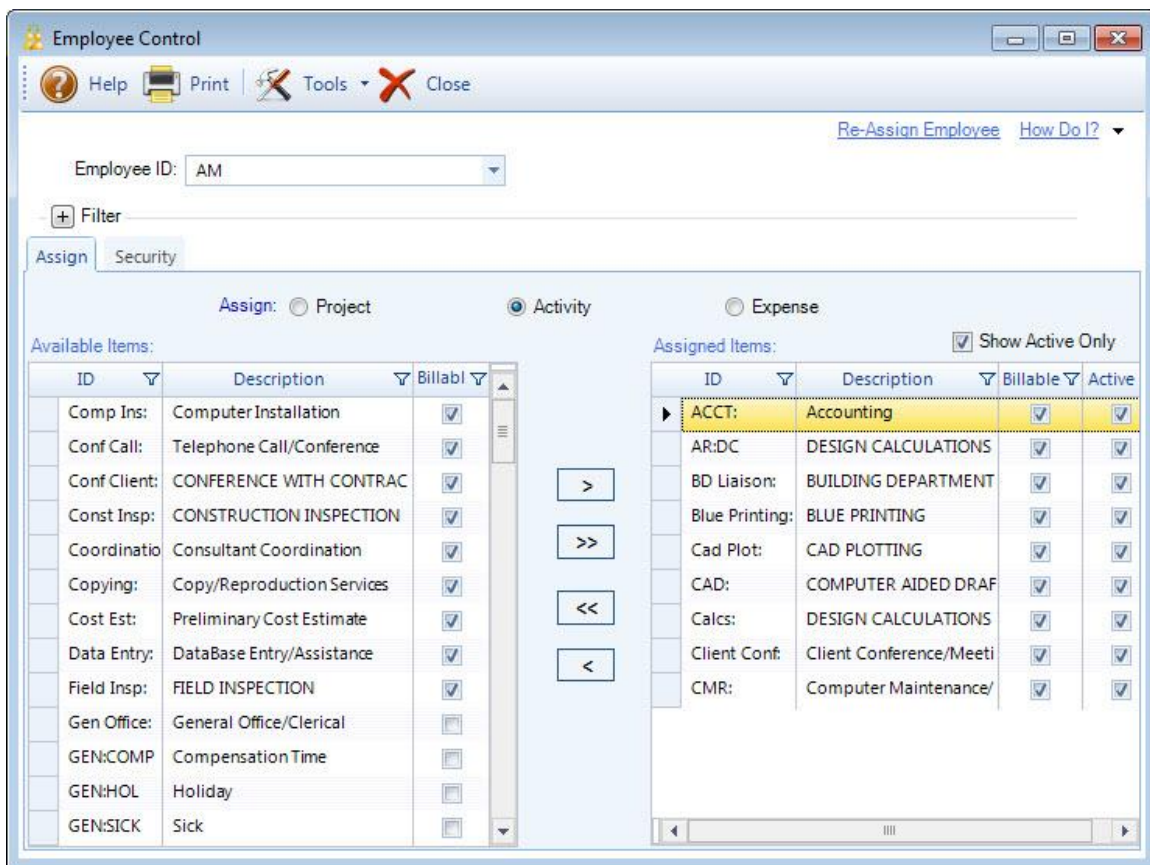 Employee Control
Help Print Tools Close
Re-Assign Employee How Do I?
Employee ID: AM
+ Filter
Assign Security
Assign: Project Activity Expense
Available Items:
Assigned Items: Show Active Only
ID Description Billabl
ID Description Billable Active
Comp Ins: Computer Installation
ACCT: Accounting
Conf Call: Telephone Call/Conference
AR:DC DESIGN CALCULATIONS
Conf Client: CONFERENCE WITH CONTRAC
BD Liaison: BUILDING DEPARTMENT
Const Insp: CONSTRUCTION INSPECTION
Blue Printing: BLUE PRINTING
Coordinatio Consultant Coordination
Cad Plot: CAD PLOTTING
Copying: Copy/Reproduction Services
CAD: COMPUTER AIDED DRAF
Cost Est: Preliminary Cost Estimate
Calcs: DESIGN CALCULATIONS
Data Entry: DataBase Entry/Assistance
Client Conf: Client Conference/Meeti
Field Insp: FIELD INSPECTION
CMR: Computer Maintenance/
Gen Office: General Office/Clerical
GEN:COMP Compensation Time
GEN:HOL Holiday
GEN:SICK Sick
>
>>
<<
<